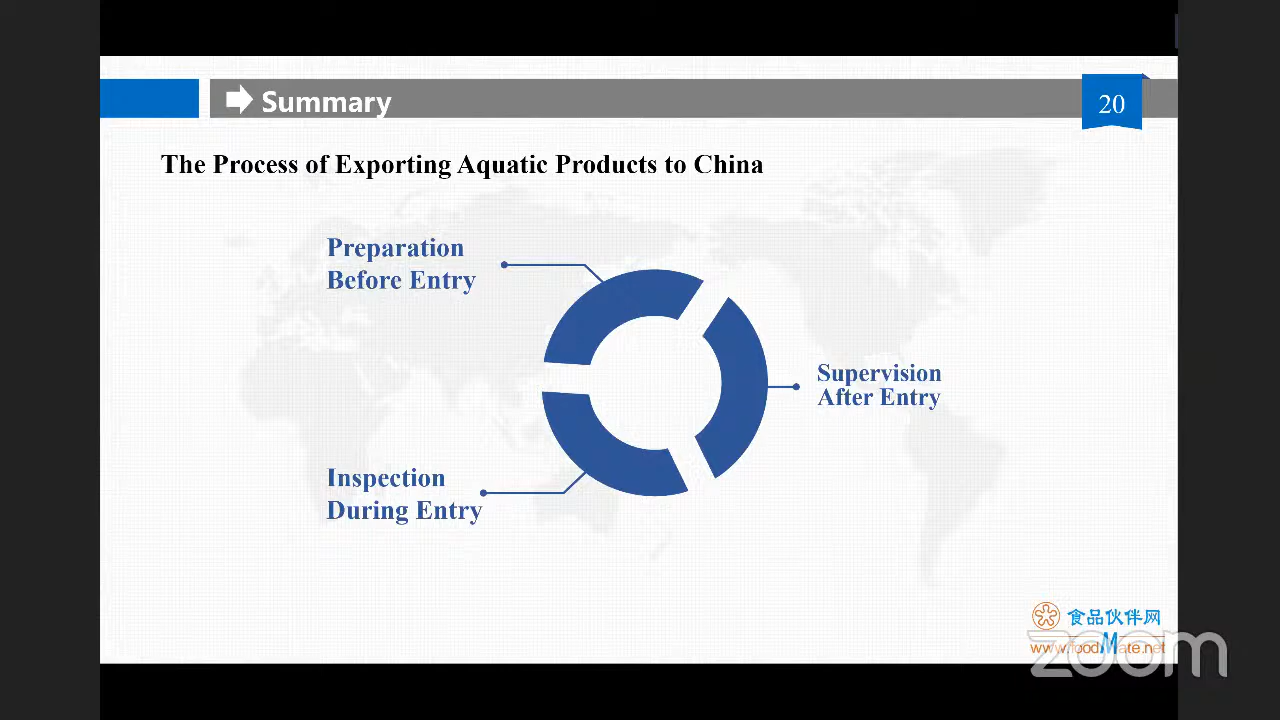 Summary
20
The Process of Exporting Aquatic Products to China
Preparation
Before Entry
Supervision
After Entry
Inspection
During Entry
食品伙伴网
www.foodMate.net
zoom